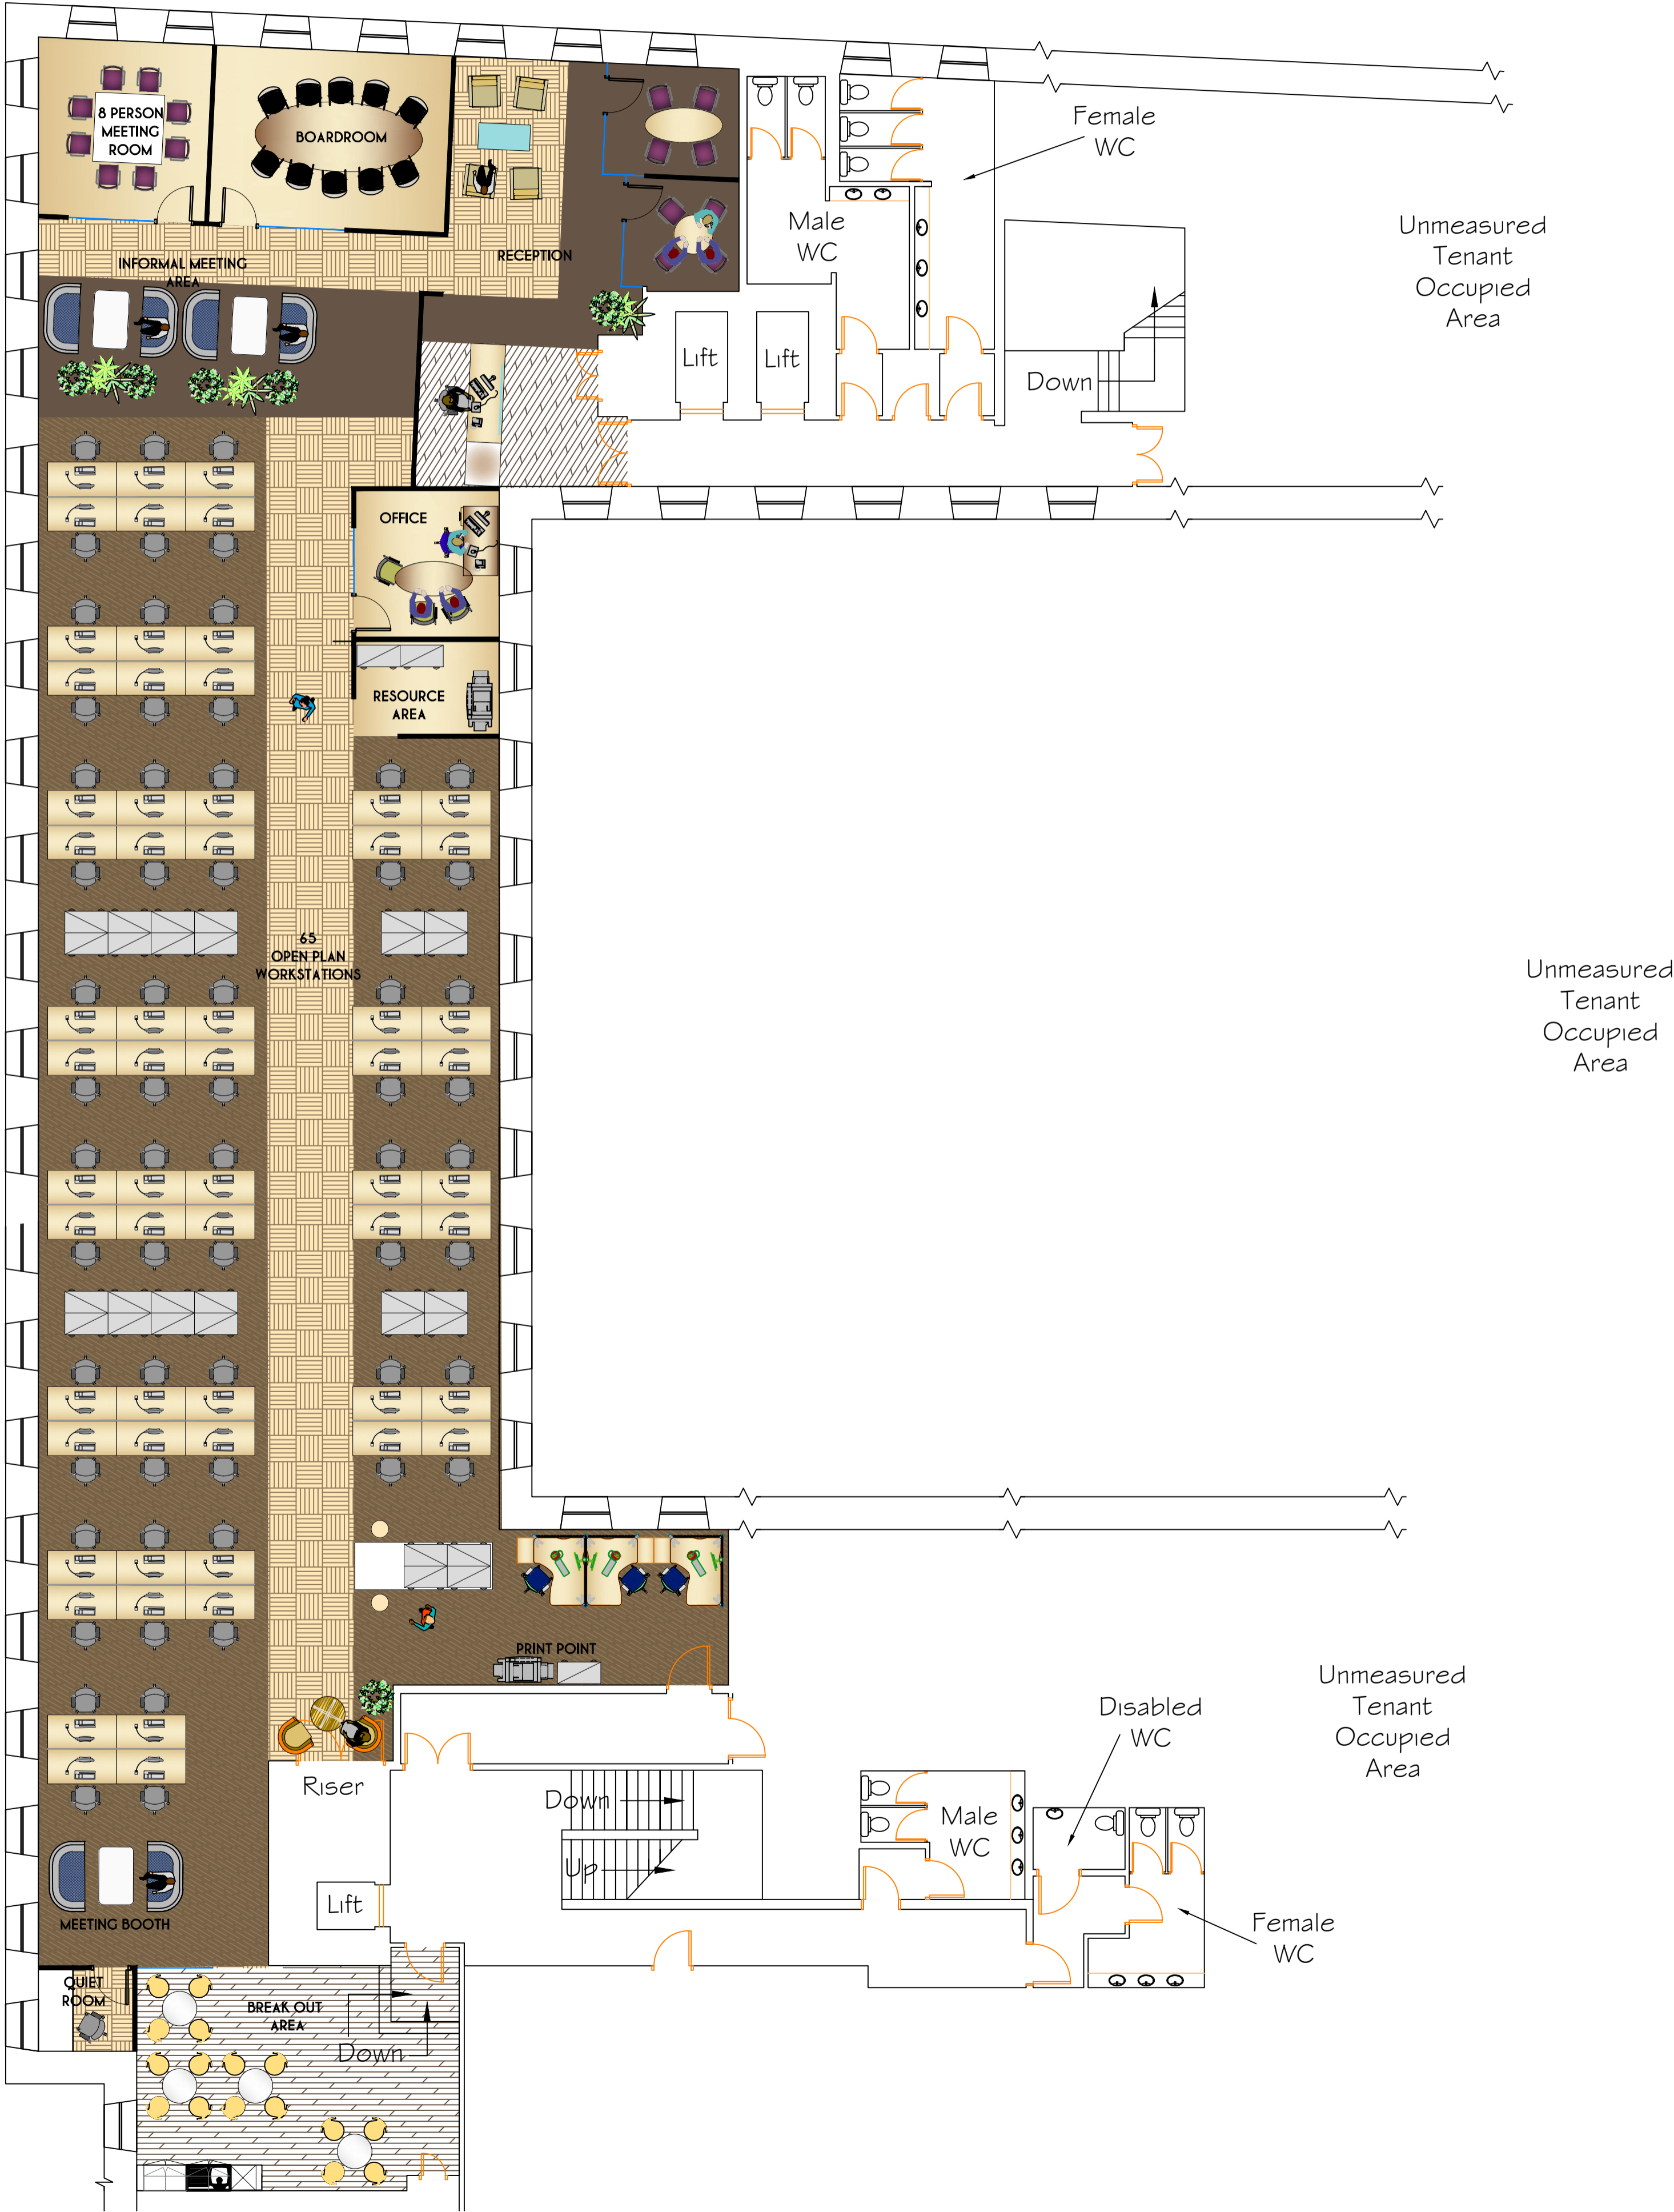 8 PERSON
MEETING
ROOM
BOARDROOM
Female
WC
Male
WC
Unmeasured
Tenant
Occupied
Area
RECEPTION
INFORMAL MEETING
AREA
Lift
Lift
Down
OFFICE
RESOURCE
AREA
65
OPEN PLAN
WORKSTATIONS
Unmeasured
Tenant
Occupied
Area
PRINT POINT
Unmeasured
Tenant
Occupied
Area
Disabled
WC
Riser
Down
Male
WC
Up
Lift
MEETING BOOTH
Female
WC
QUIET
ROOM
BREAK OUT
AREA
Down